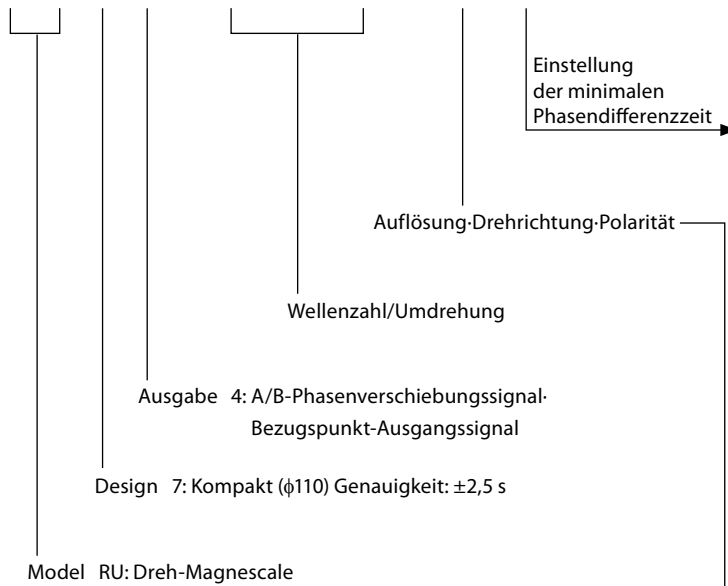 Einstellung
der minimalen
Phasendifferenzzeit
Auflösung·Drehrichtung·Polarität
Wellenzahl/Umdrehung
Ausgabe 4: A/B-Phasenverschiebungssignal·
Bezugspunkt-Ausgangssignal
Design 7: Kompakt (ϕ110) Genauigkeit: ±2,5 s
Model RU: Dreh-Magnescale